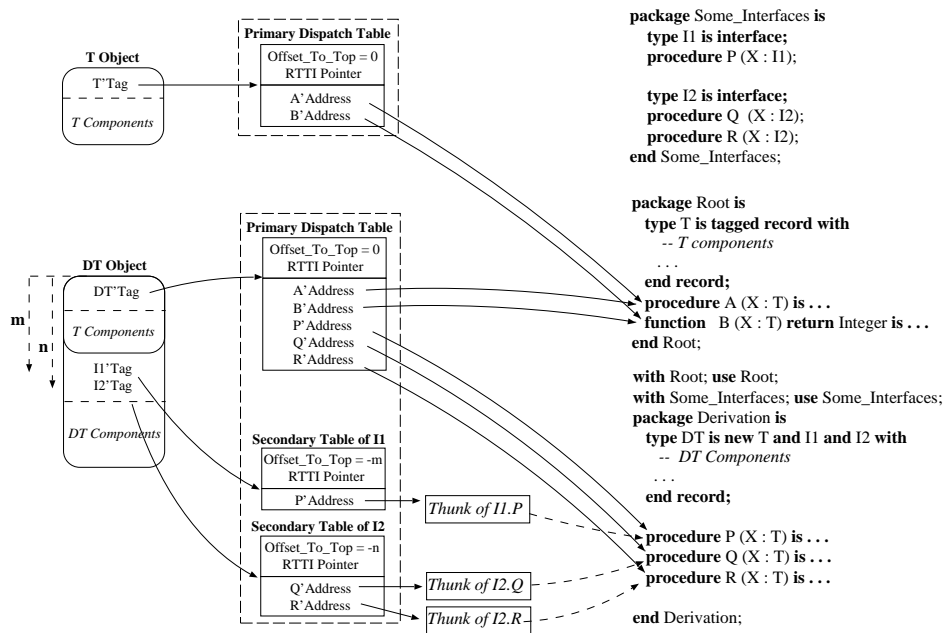 T Object
T'Tag
T Components
Primary Dispatch Table
Offset_To_Top = 0
RTTI Pointer
A'Address
B'Address
DT Object
DT'Tag
T Components
I1'Tag
I2'Tag
DT Components
m
n
Primary Dispatch Table
Offset_To_Top = 0
RTTI Pointer
A'Address
B'Address
P'Address
Q'Address
R'Address
Secondary Table of I1
Offset_To_Top = -m
RTTI Pointer
P'Address
Secondary Table of I2
Offset_To_Top = -n
RTTI Pointer
Q'Address
R'Address
Thunk of I1.P
Thunk of I2.Q
Thunk of I2.R
package Some_Interfaces is
type I1 is interface;
procedure P (X : I1);
type I2 is interface;
procedure Q (X : I2);
procedure R (X : I2);
end Some_Interfaces;
package Root is
type T is tagged record with
-- T components
. . .
end record;
procedure A (X : T) is . . .
function B (X : T) return Integer is . . .
end Root;
with Root; use Root;
with Some_Interfaces; use Some_Interfaces;
package Derivation is
type DT is new T and I1 and I2 with
-- DT Components
. . .
end record;
procedure P (X : T) is . . .
procedure Q (X : T) is . . .
procedure R (X : T) is . . .
end Derivation;